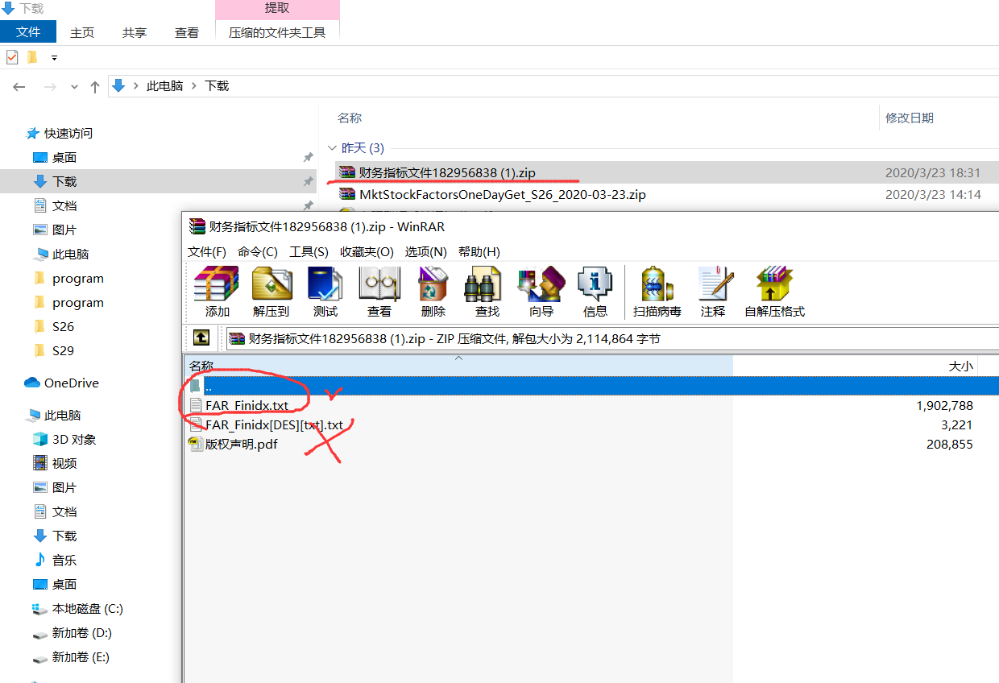 下载
提取
文件
主页
共享
查看
压缩的文件夹工具
此电脑
下载
名称
修改日期
快速访问
桌面
下载
文档
图片
此电脑
program
program
S26
S29
OneDrive
此电脑
3D 对象
视频
图片
文档
下载
音乐
桌面
本地磁盘 (C:)
新加卷 (D:)
新加卷 (E:)
昨天 (3)
财务指标文件182956838 (1).zip 2020/3/23 18:31
MktStockFactorsOneDayGet_S26_2020-03-23.zip 2020/3/23 14:14
财务指标文件182956838 (1).zip - WinRAR
文件(F) 命令(C) 工具(S) 收藏夹(O) 选项(N) 帮助(H)
添加 解压到 测试 查看 删除 查找 向导 信息 扫描病毒 注释 自解压格式
财务指标文件182956838 (1).zip - ZIP 压缩文件, 解包大小为 2,114,864 字节
名称 大小
..
FAR_Finidx.txt 1,902,788
FAR_Finidx[DES][txt].txt 3,221
版权声明.pdf 208,855